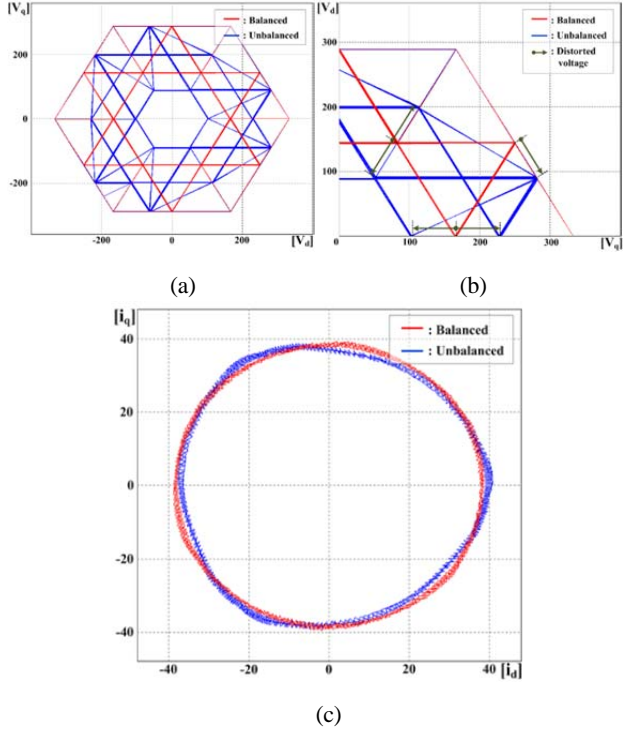 [Vq]
: Balanced
: Unbalanced
200
0
-200
-200
0
200
[Vd]
(a)
[Vd]
: Balanced
: Unbalanced
: Distorted
voltage
300
200
100
0
0
100
200
300
[Vq]
(b)
[iq]
: Balanced
: Unbalanced
40
20
0
-20
-40
-40
-20
0
20
40
[id]
(c)